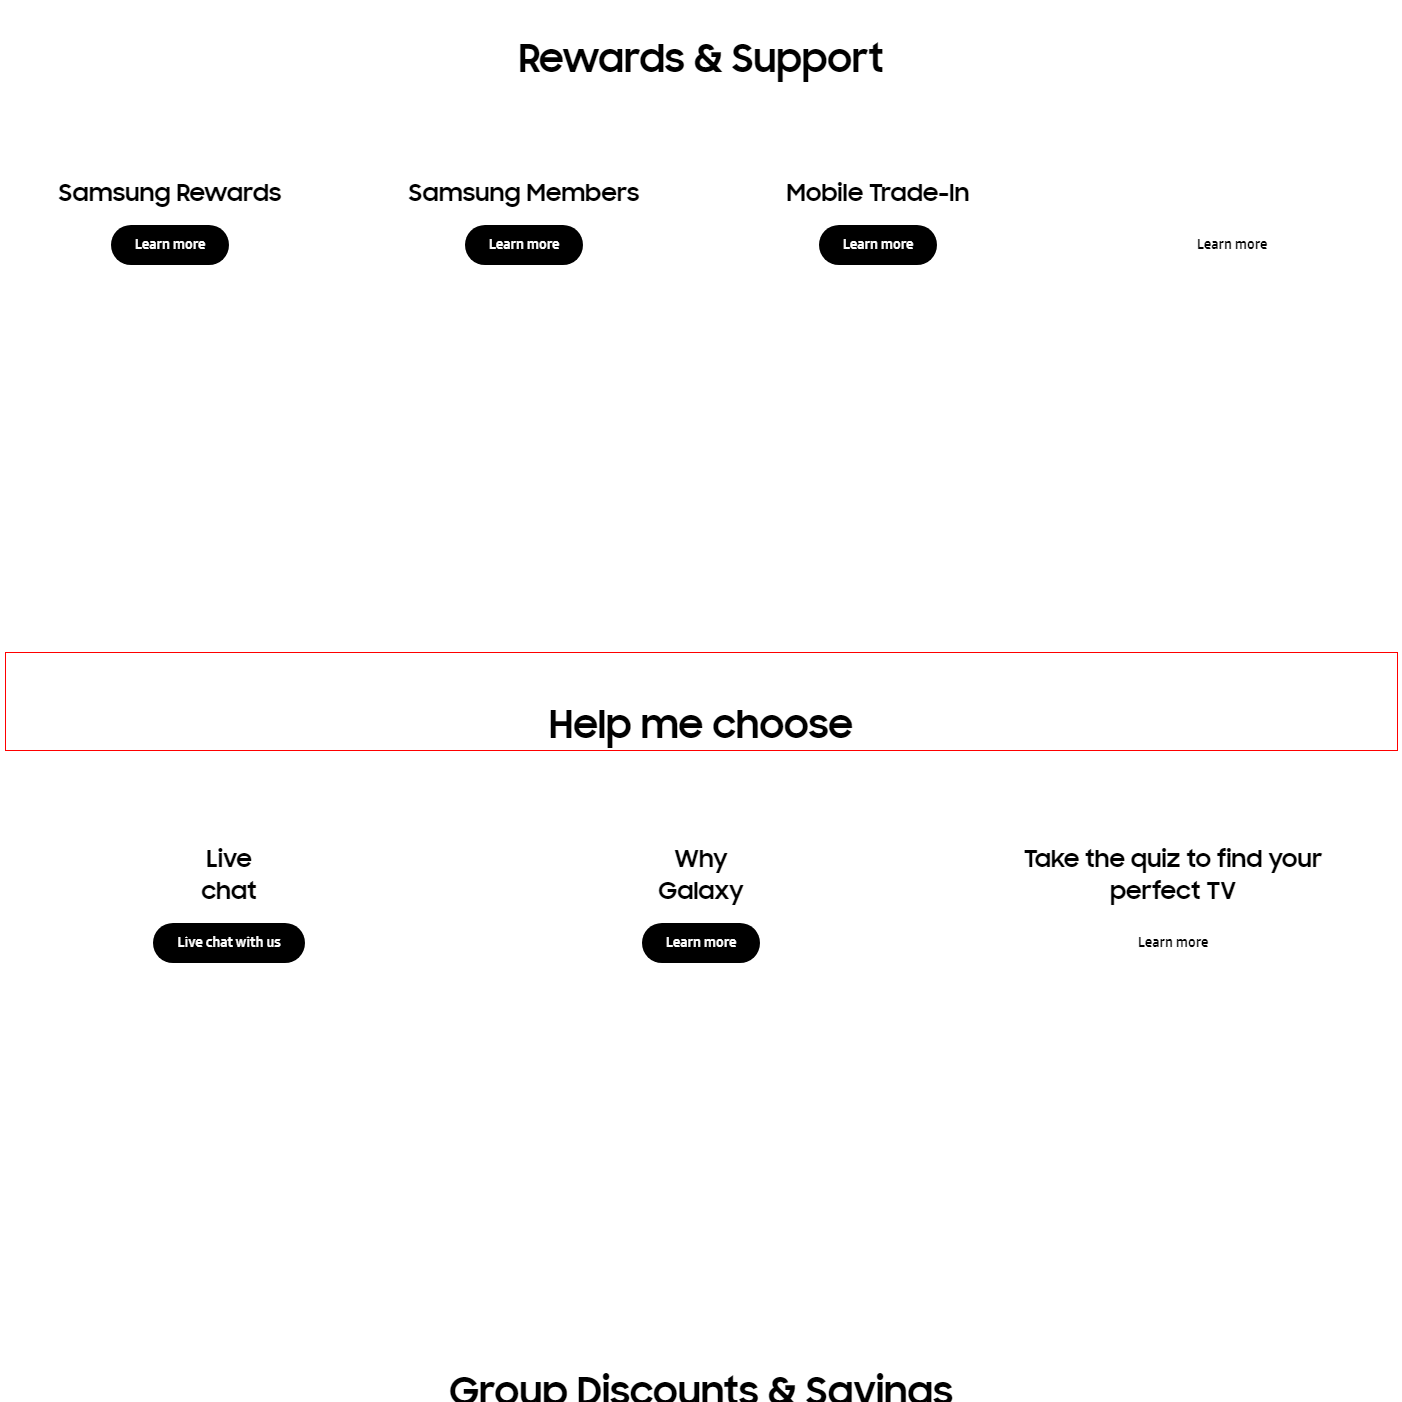 Rewards & Support
Samsung Rewards
Learn more
Samsung Members
Learn more
Mobile Trade-In
Learn more
Learn more
Help me choose
Live
chat
Live chat with us
Why
Galaxy
Learn more
Take the quiz to find your
perfect TV
Learn more
Group Discounts & Savings